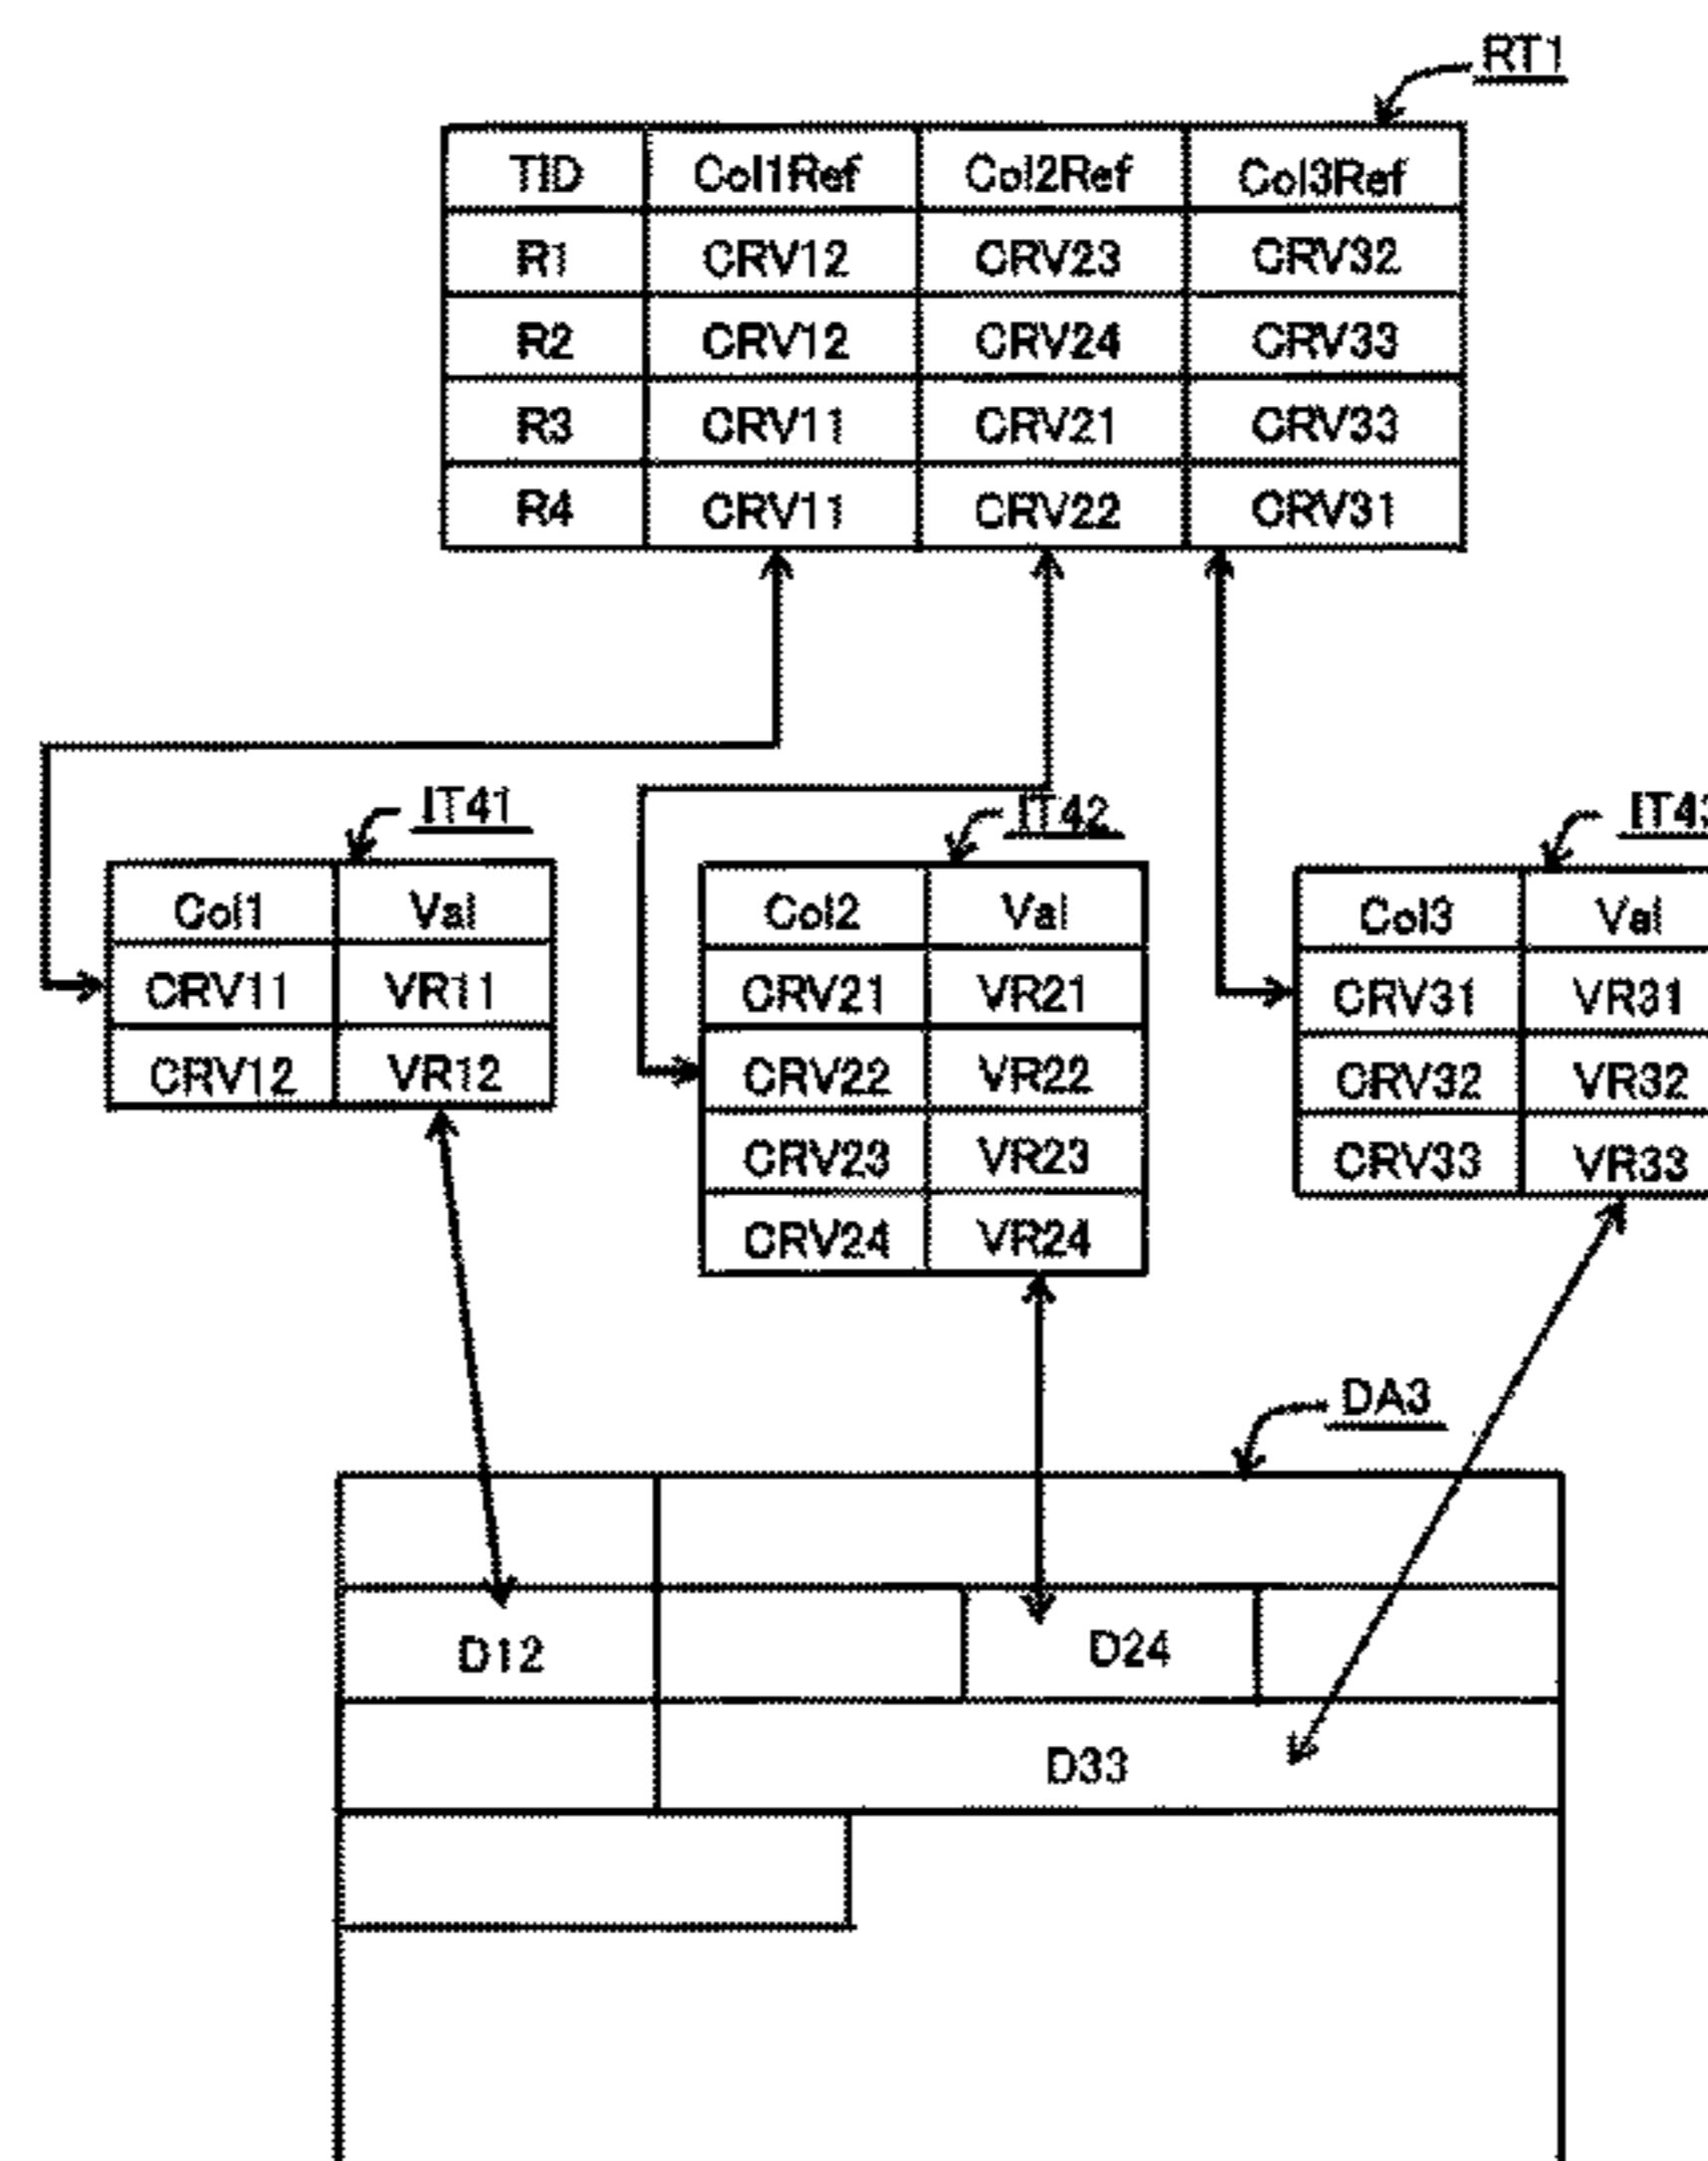 RT1
TID Col1Ref Col2Ref Col3Ref
R1 CRV12 CRV23 CRV32
R2 CRV12 CRV24 CRV33
R3 CRV11 CRV21 CRV33
R4 CRV11 CRV22 CRV31
IT41 IT42 IT43
Col1 Val
CRV11 VR11
CRV12 VR12
Col2 Val
CRV21 VR21
CRV22 VR22
CRV23 VR23
CRV24 VR24
Col3 Val
CRV31 VR31
CRV32 VR32
CRV33 VR33
DA3
D12 D24
D33